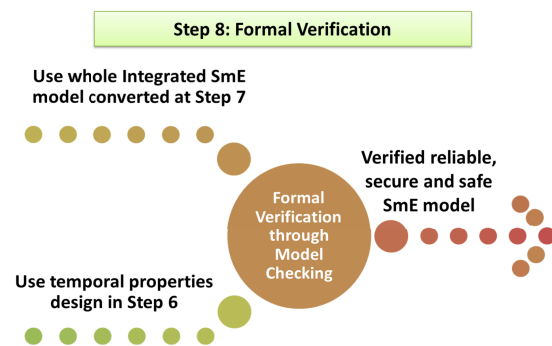 Step 8: Formal Verification
Use whole Integrated SmE
model converted at Step 7
Verified reliable,
secure and safe
SmE model
Formal
Verification
through
Model
Checking
Use temporal properties
design in Step 6